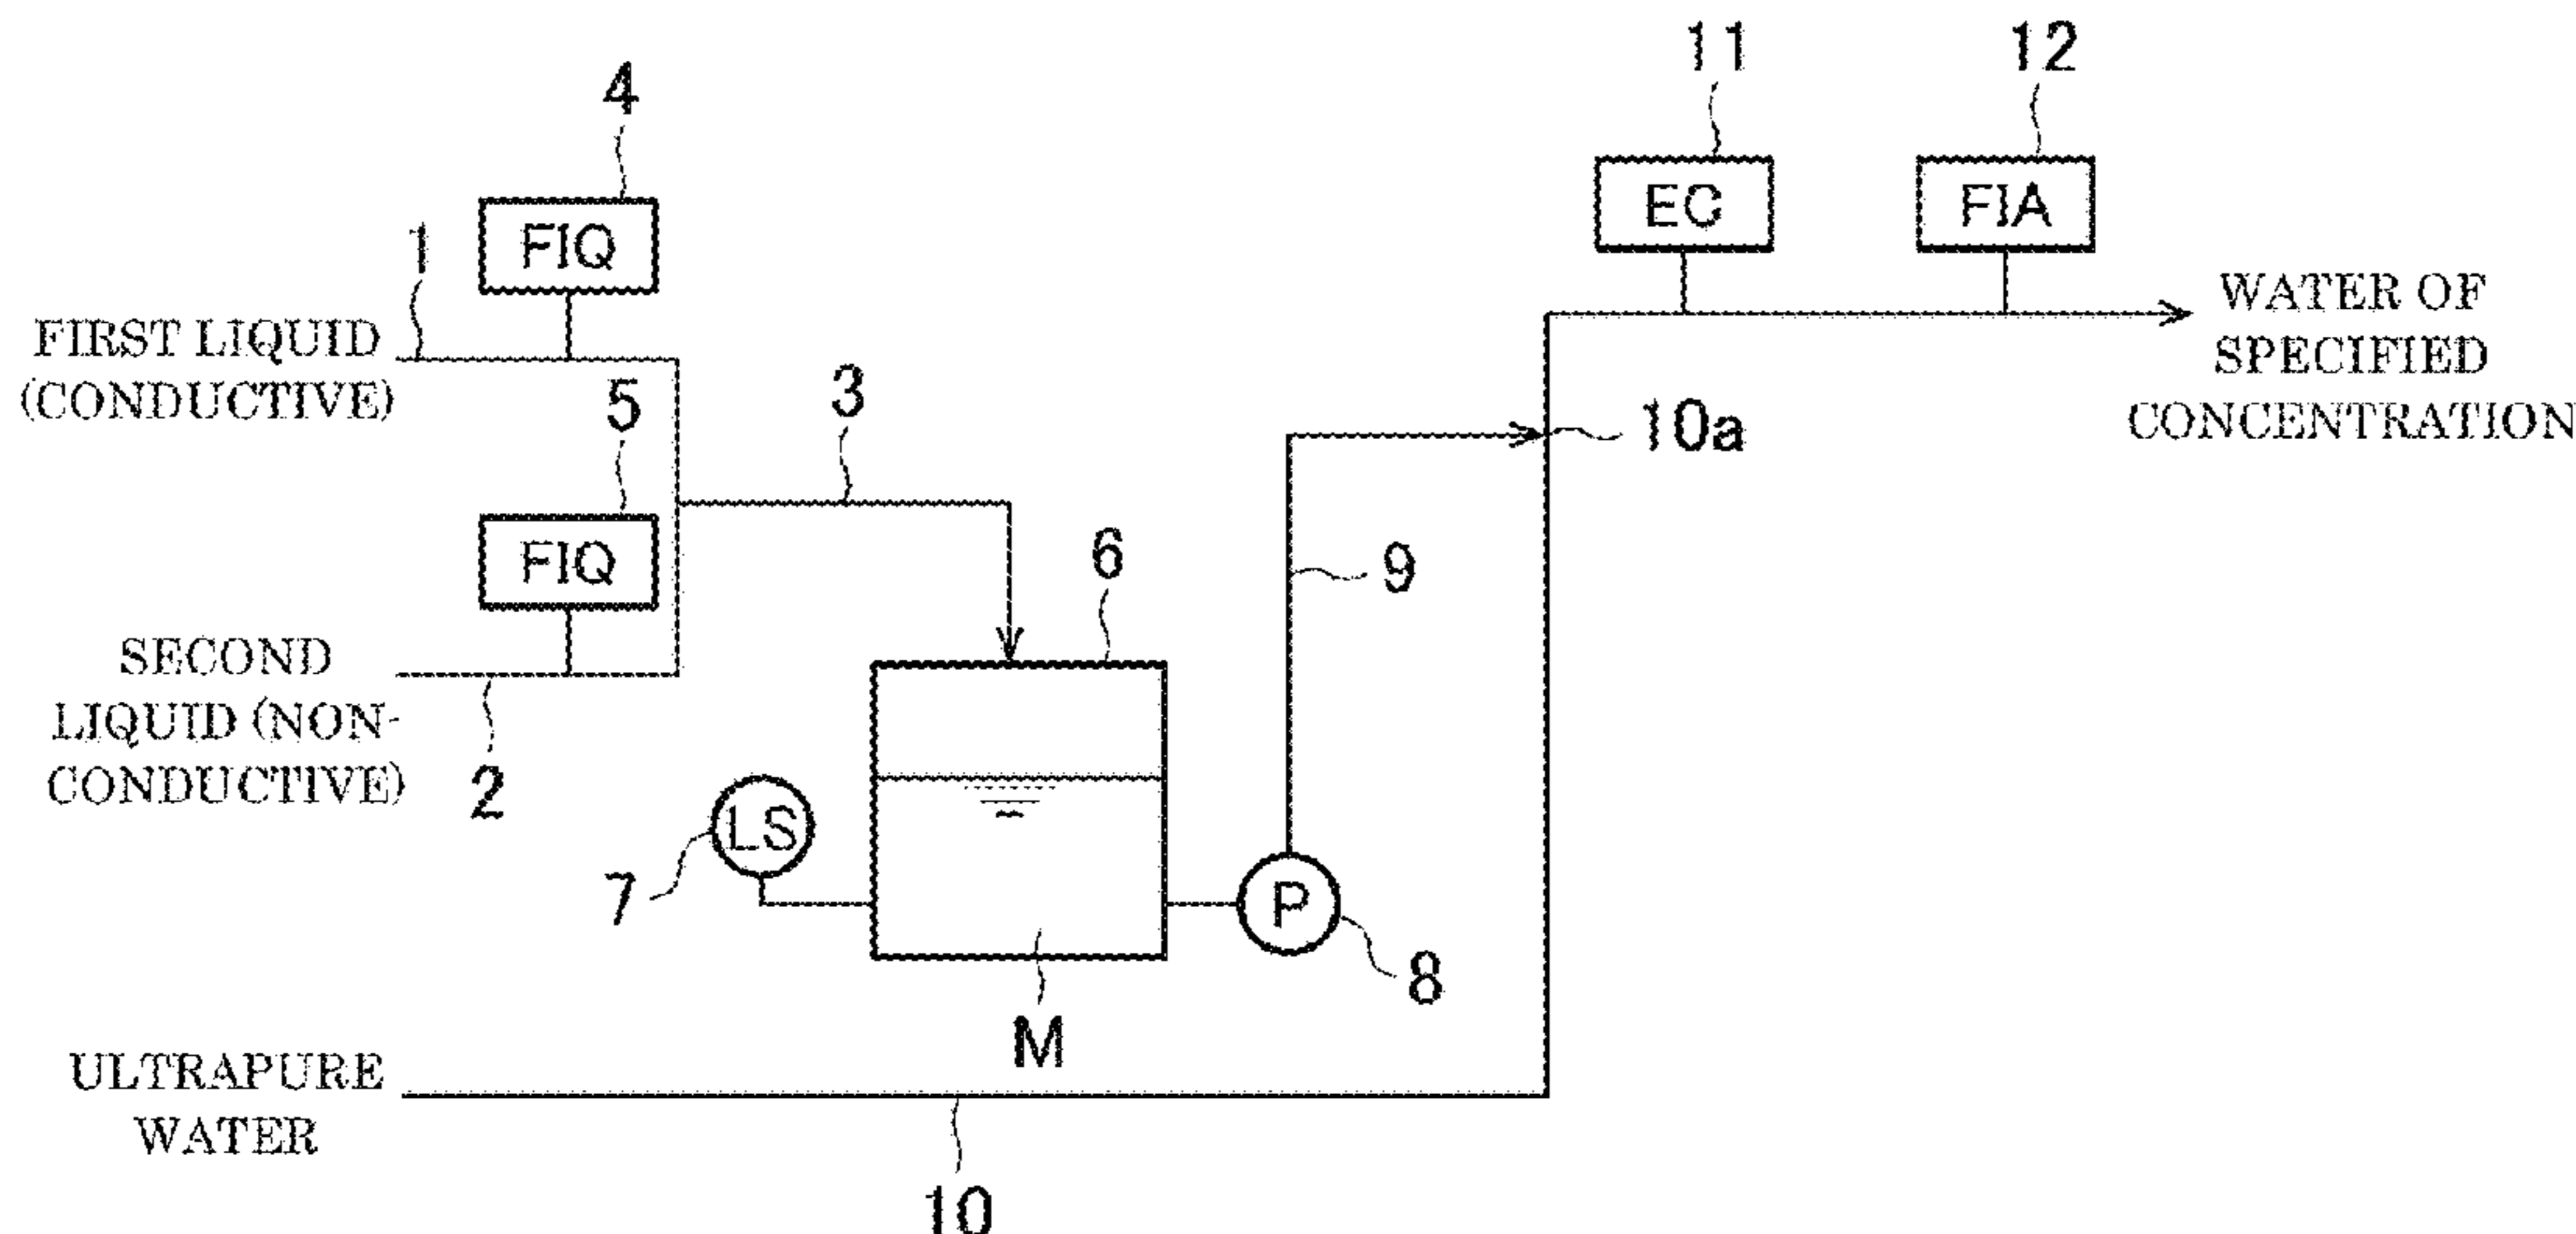 11
12
4
EC
FIA
1
FIQ
WATER OF
SPECIFIED
CONCENTRATION
FIRST LIQUID
(CONDUCTIVE)
5
3
10a
FIQ
6
9
SECOND
LIQUID (NON-
CONDUCTIVE)
2
LS
7
P
8
M
ULTRAPURE
WATER
10